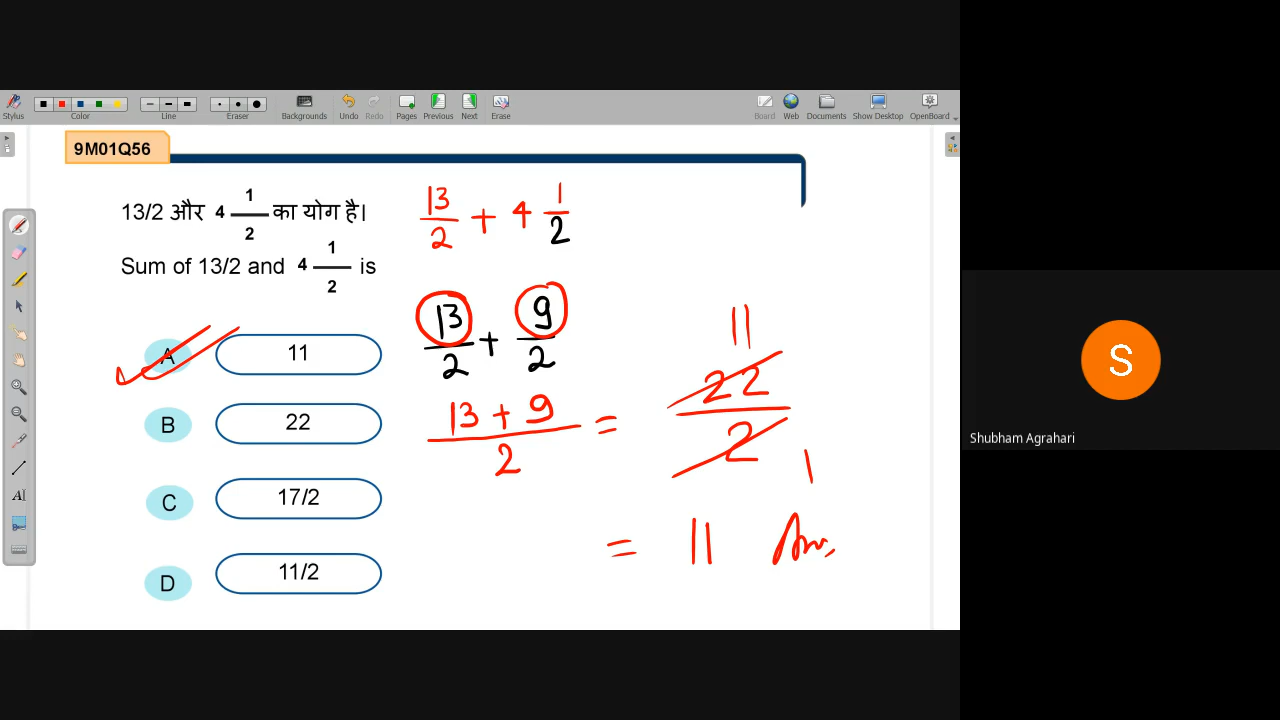 Stylus Color Line Eraser Backgrounds Undo Redo Pages Previous Next Erase Board Web Documents Show Desktop OpenBoard
9M01Q56
13/2 और 4 1/2 का योग है।
Sum of 13/2 and 4 1/2 is
A 11
B 22
C 17/2
D 11/2
13/2 + 4 1/2
13/2 + 9/2
13 + 9/2 = 22/2
11
1
= 11 Ans,
AI
S
Shubham Agrahari